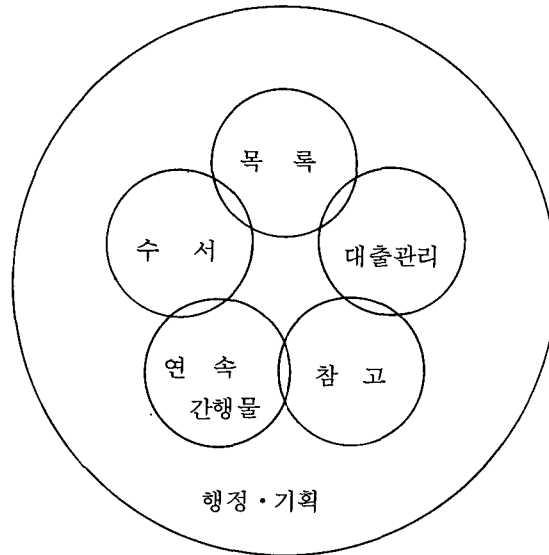 목 록
수 서
대출관리
연 속
간행물
참 고
행정·기획